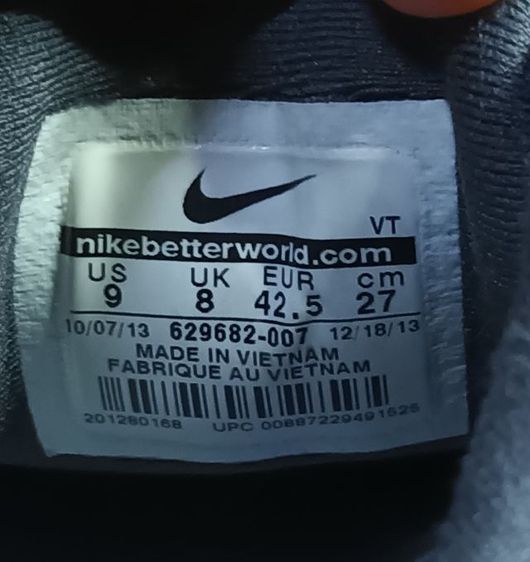 VT
nikebetterworld.com
US UK EUR cm
9 8 42.5 27
10/07/13 629682-007 12/18/13
MADE IN VIETNAM
FABRIQUE AU VIETNAM
201280168 UPC 00887229491526